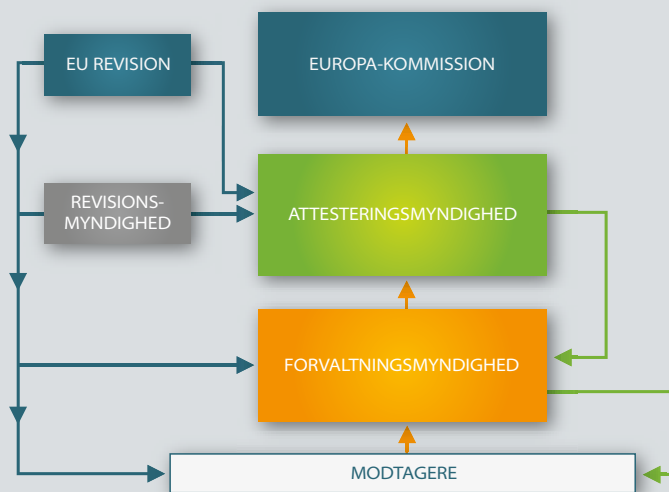 EU REVISION
EUROPA-KOMMISSION
REVISIONS-
MYNDIGHED
ATTESTERINGSMYNDIGHED
FORVALTNINGSMYNDIGHED
MODTAGERE